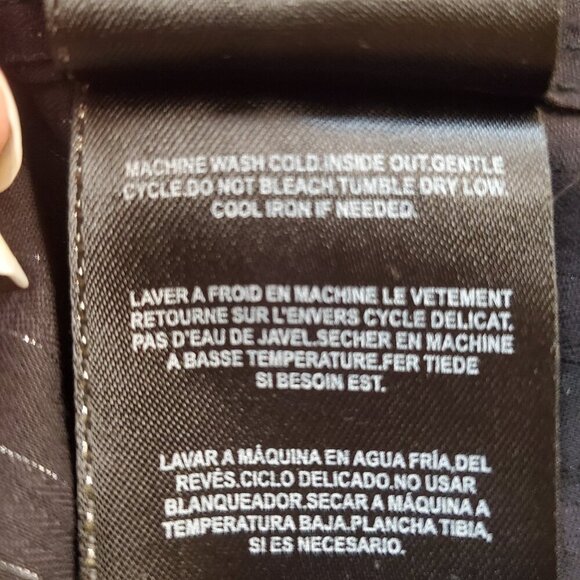 MACHINE WASH COLD.INSIDE OUT.GENTLE
CYCLE.DO NOT BLEACH.TUMBLE DRY LOW.
COOL IRON IF NEEDED.
LAVER A FROID EN MACHINE LE VETEMENT
RETOURNE SUR L'ENVERS CYCLE DELICAT.
PAS D'EAU DE JAVEL.SECHER EN MACHINE
A BASSE TEMPERATURE.FER TIEDE
SI BESOIN EST.
LAVAR A MÁQUINA EN AGUA FRÍA,DEL
REVÉS.CICLO DELICADO.NO USAR
BLANQUEADOR.SECAR A MÁQUINA A
TEMPERATURA BAJA.PLANCHA TIBIA,
SI ES NECESARIO.